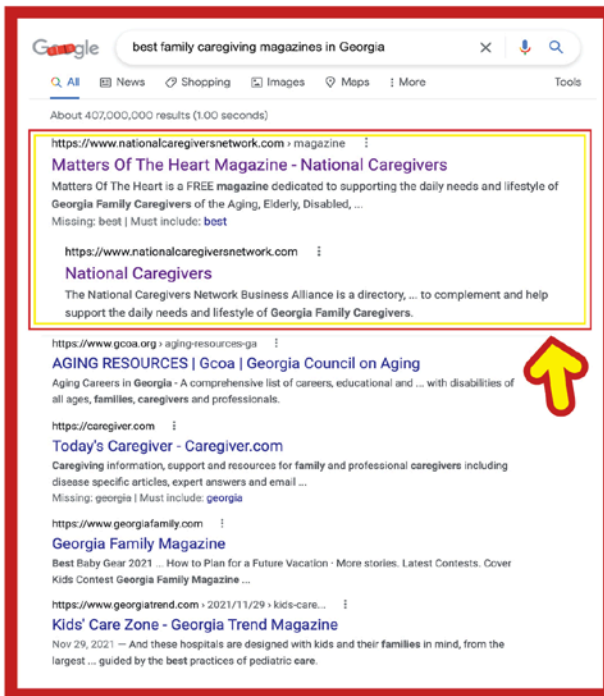 Google
best family caregiving magazines in Georgia
All News Shopping Images Maps More Tools
About 407,000,000 results (1.00 seconds)
https://www.nationalcaregiversnetwork.com › magazine
Matters Of The Heart Magazine - National Caregivers
Matters Of The Heart is a FREE magazine dedicated to supporting the daily needs and lifestyle of
Georgia Family Caregivers of the Aging, Elderly, Disabled, ...
Missing: best | Must include: best
https://www.nationalcaregiversnetwork.com
National Caregivers
The National Caregivers Network Business Alliance is a directory, ... to complement and help
support the daily needs and lifestyle of Georgia Family Caregivers.
https://www.gcoa.org › aging-resources-ga
AGING RESOURCES | Gcoa | Georgia Council on Aging
Aging Careers in Georgia - A comprehensive list of careers, educational and ... with disabilities of
all ages, families, caregivers and professionals.
https://caregiver.com
Today's Caregiver - Caregiver.com
Caregiving information, support and resources for family and professional caregivers including
disease specific articles, expert answers and email ...
Missing: georgia | Must include: georgia
https://www.georgiafamily.com
Georgia Family Magazine
Best Baby Gear 2021 ... How to Plan for a Future Vacation · More stories. Latest Contests. Cover
Kids Contest Georgia Family Magazine ...
https://www.georgiatrend.com › 2021/11/29 › kids-care...
Kids' Care Zone - Georgia Trend Magazine
Nov 29, 2021 — And these hospitals are designed with kids and their families in mind, from the
largest ... guided by the best practices of pediatric care.